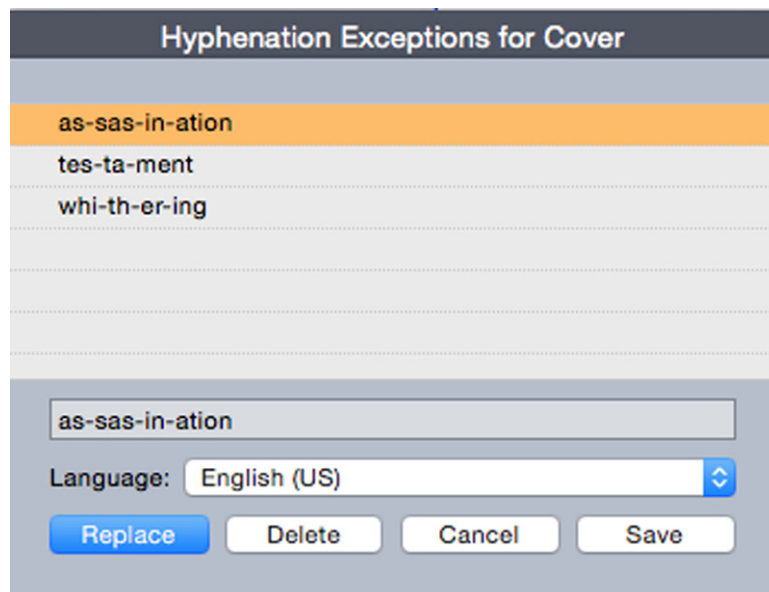 Hyphenation Exceptions for Cover
as-sas-in-ation
tes-ta-ment
whi-th-er-ing
as-sas-in-ation
Language: English (US)
Replace Delete Cancel Save